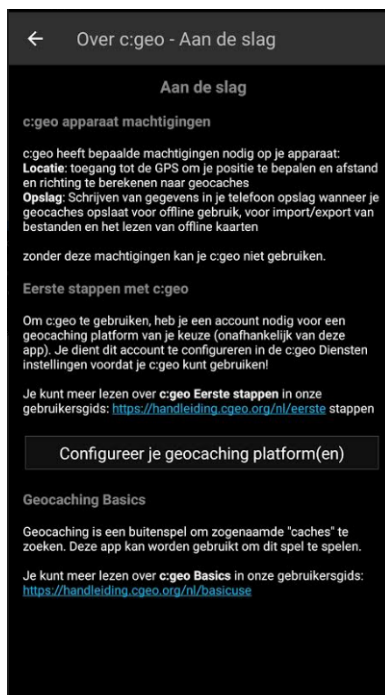 Over c:geo - Aan de slag
Aan de slag
c:geo apparaat machtigingen
c:geo heeft bepaalde machtigingen nodig op je apparaat:
Locatie: toegang tot de GPS om je positie te bepalen en afstand
en richting te berekenen naar geocaches
Opslag: Schrijven van gegevens in je telefoon opslag wanneer je
geocaches opslaat voor offline gebruik, voor import/export van
bestanden en het lezen van offline kaarten
zonder deze machtigingen kan je c:geo niet gebruiken.
Eerste stappen met c:geo
Om c:geo te gebruiken, heb je een account nodig voor een
geocaching platform van je keuze (onafhankelijk van deze
app). Je dient dit account te configureren in de c:geo Diensten
instellingen voordat je c:geo kunt gebruiken!
Je kunt meer lezen over c:geo Eerste stappen in onze
gebruikersgids: https://handleiding.cgeo.org/nl/eerste stappen
Configureer je geocaching platform(en)
Geocaching Basics
Geocaching is een buitenspel om zogenaamde "caches" te
zoeken. Deze app kan worden gebruikt om dit spel te spelen.
Je kunt meer lezen over c:geo Basics in onze gebruikersgids:
https://handleiding.cgeo.org/nl/basicuse